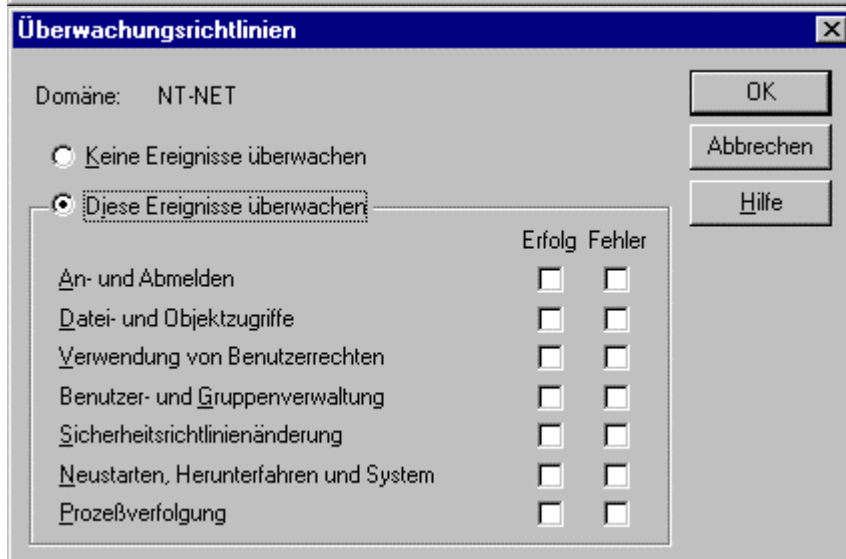 Überwachungsrichtlinien
Domäne: NT-NET
OK
Keine Ereignisse überwachen
Abbrechen
Diese Ereignisse überwachen
Hilfe
Erfolg Fehler
An- und Abmelden
Datei- und Objektzugriffe
Verwendung von Benutzerrechten
Benutzer- und Gruppenverwaltung
Sicherheitsrichtlinienänderung
Neustarten, Herunterfahren und System
Prozeßverfolgung